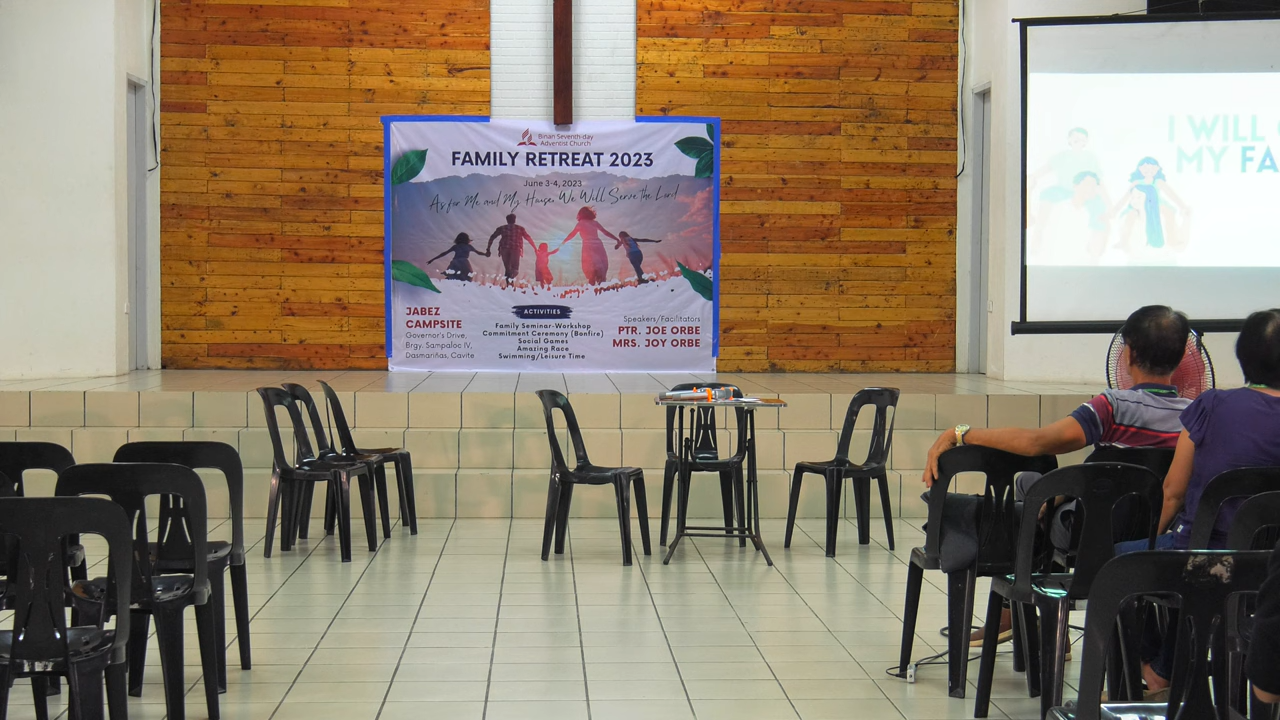 Binan Seventh-day
Adventist Church
FAMILY RETREAT 2023
June 3-4, 2023
As for Me and My House, We Will Serve the Lord
JABEZ
CAMPSITE
Governor's Drive,
Brgy. Sampaloc IV,
Dasmariñas, Cavite
ACTIVITIES
Family Seminar-Workshop
Commitment Ceremony (Bonfire)
Social Games
Amazing Race
Swimming/Leisure Time
Speakers/Facilitators
PTR. JOE ORBE
MRS. JOY ORBE
I WILL
MY FA